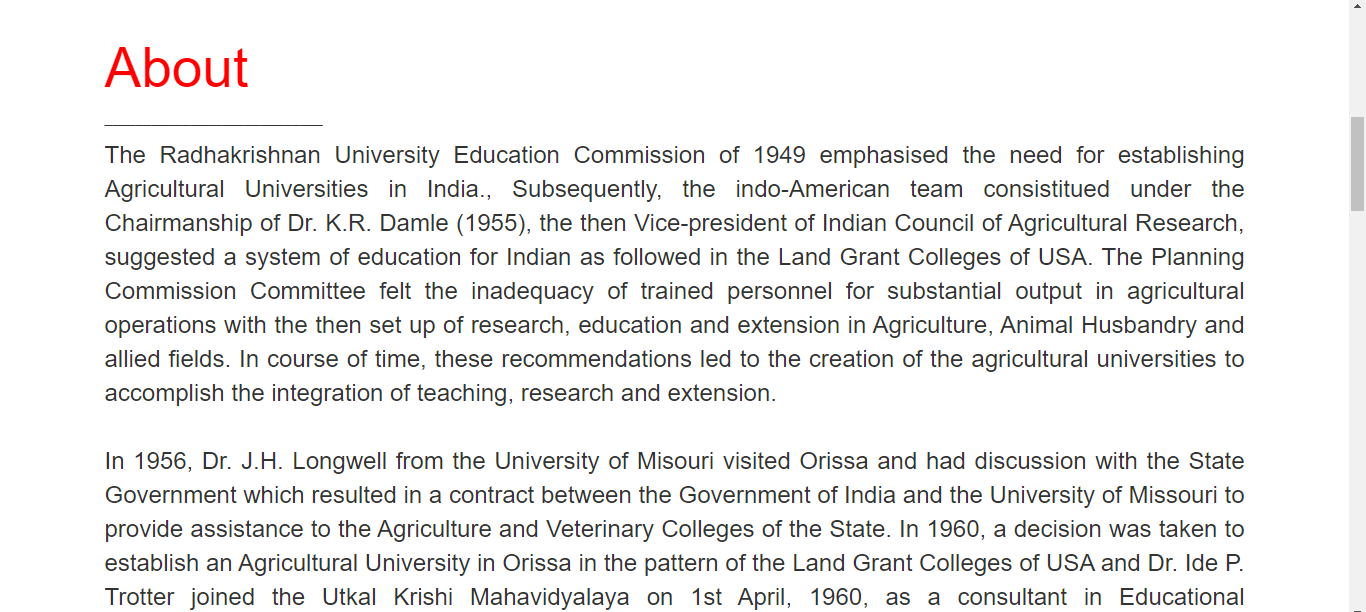 About
The Radhakrishnan University Education Commission of 1949 emphasised the need for establishing
Agricultural Universities in India., Subsequently, the indo-American team consistitued under the
Chairmanship of Dr. K.R. Damle (1955), the then Vice-president of Indian Council of Agricultural Research,
suggested a system of education for Indian as followed in the Land Grant Colleges of USA. The Planning
Commission Committee felt the inadequacy of trained personnel for substantial output in agricultural
operations with the then set up of research, education and extension in Agriculture, Animal Husbandry and
allied fields. In course of time, these recommendations led to the creation of the agricultural universities to
accomplish the integration of teaching, research and extension.
In 1956, Dr. J.H. Longwell from the University of Misouri visited Orissa and had discussion with the State
Government which resulted in a contract between the Government of India and the University of Missouri to
provide assistance to the Agriculture and Veterinary Colleges of the State. In 1960, a decision was taken to
establish an Agricultural University in Orissa in the pattern of the Land Grant Colleges of USA and Dr. Ide P.
Trotter joined the Utkal Krishi Mahavidyalaya on 1st April, 1960, as a consultant in Educational